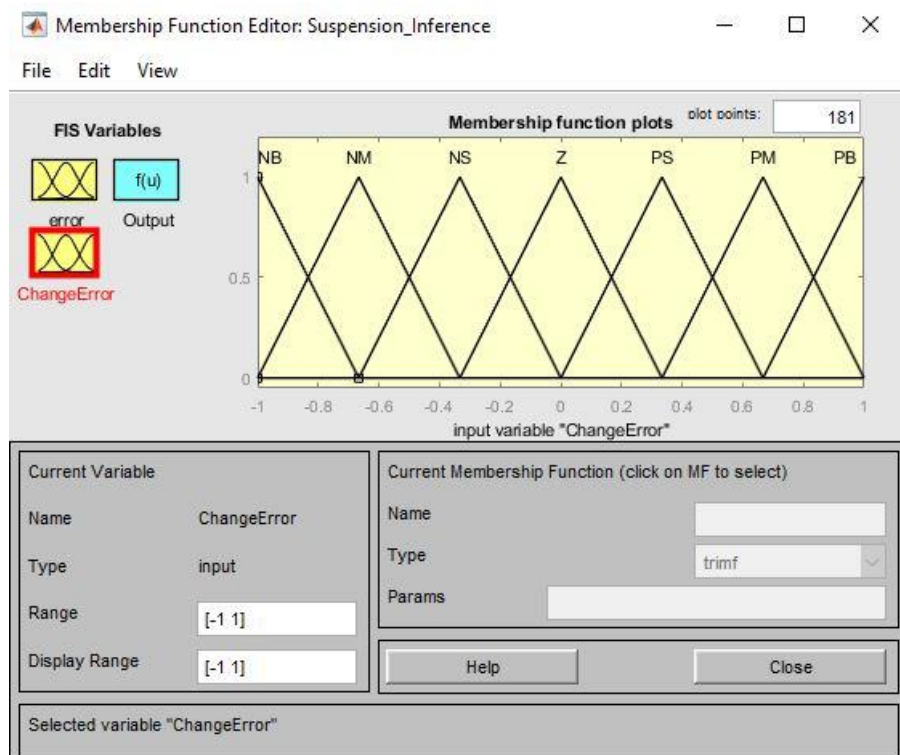 Membership Function Editor: Suspension_Inference
File Edit View
FIS Variables
f(u)
error Output
ChangeError
Membership function plots plot points: 181
NB NM NS Z PS PM PB
1
0.5
0
-1 -0.8 -0.6 -0.4 -0.2 0 0.2 0.4 0.6 0.8 1
input variable "ChangeError"
Current Variable
Name ChangeError
Type input
Range [-1 1]
Display Range [-1 1]
Current Membership Function (click on MF to select)
Name
Type trimf
Params
Help Close
Selected variable "ChangeError"